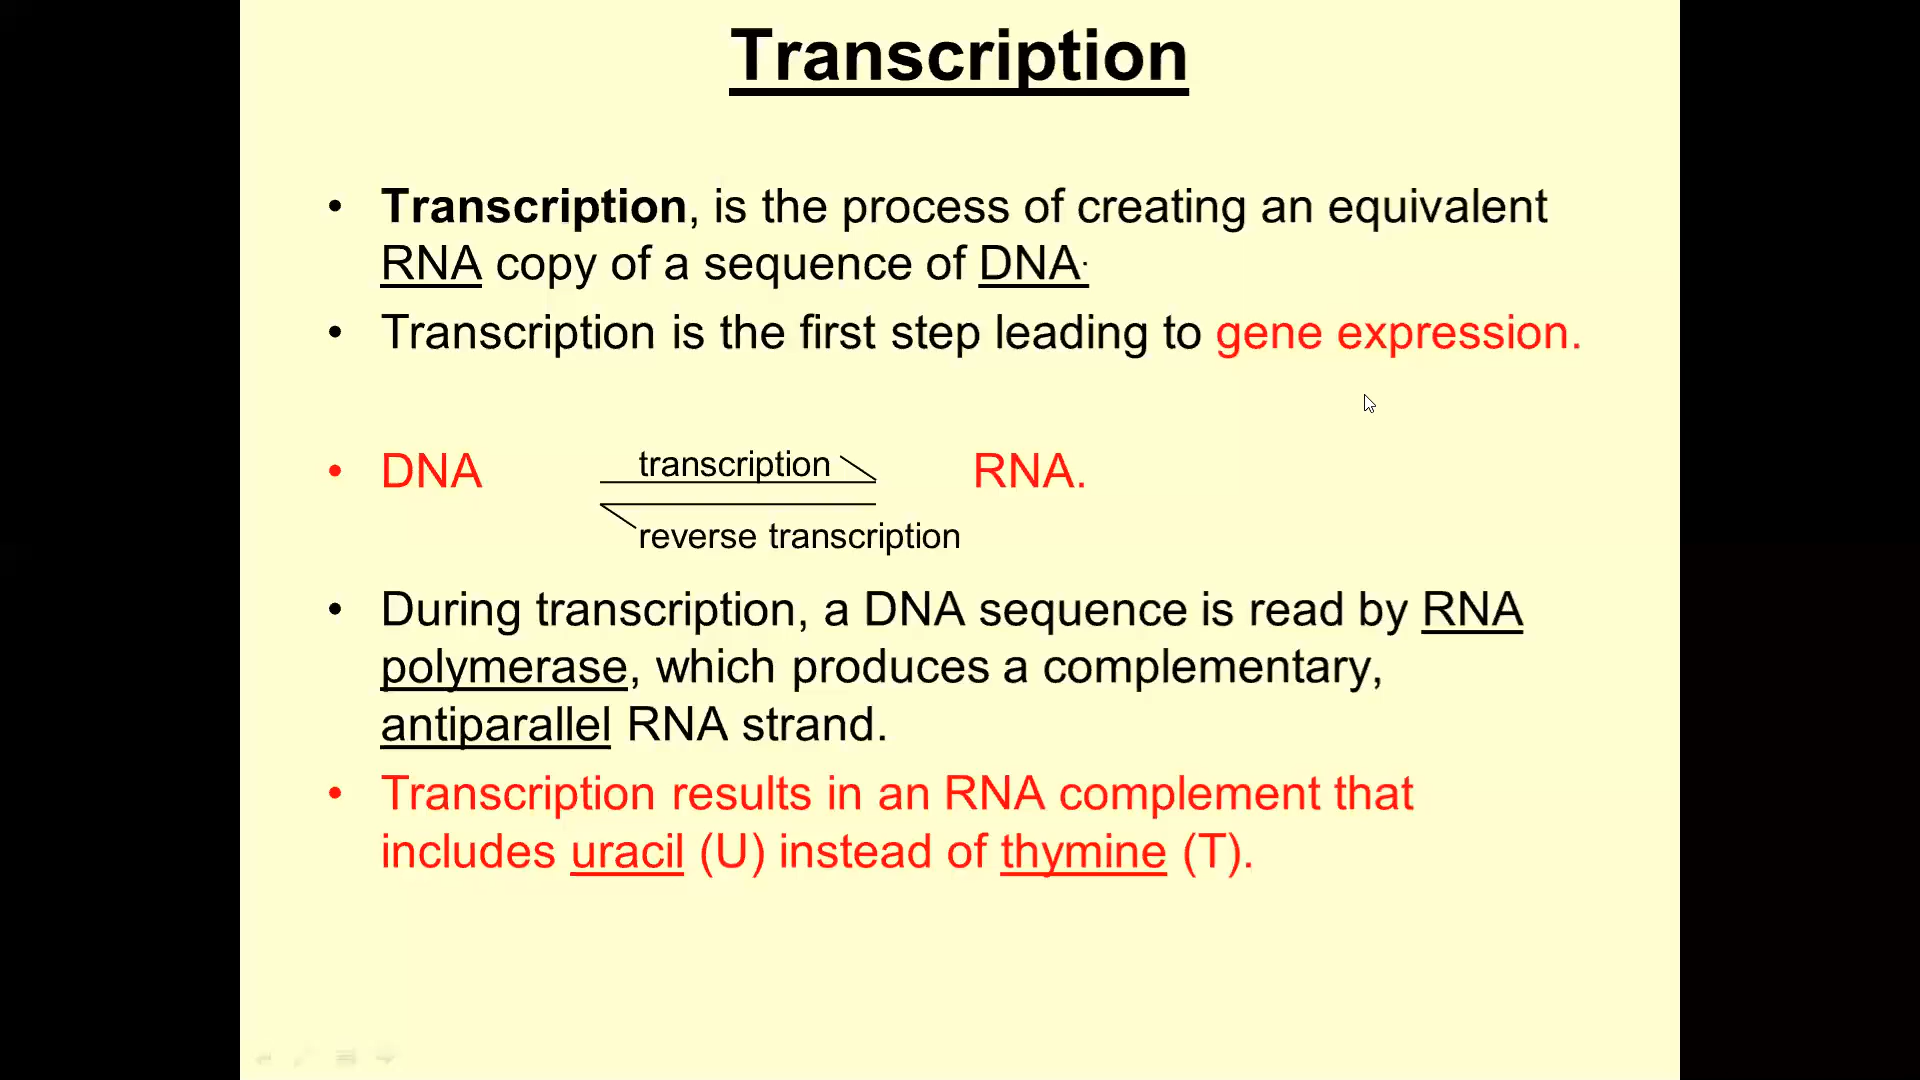 Transcription
• Transcription, is the process of creating an equivalent
RNA copy of a sequence of DNA.
• Transcription is the first step leading to gene expression.
• DNA transcription RNA.
reverse transcription
• During transcription, a DNA sequence is read by RNA
polymerase, which produces a complementary,
antiparallel RNA strand.
• Transcription results in an RNA complement that
includes uracil (U) instead of thymine (T).